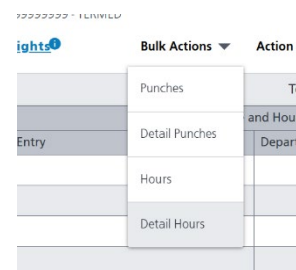 ights
Bulk Actions Action
Punches
and Hou
Entry Detail Punches Depar
Hours
Detail Hours